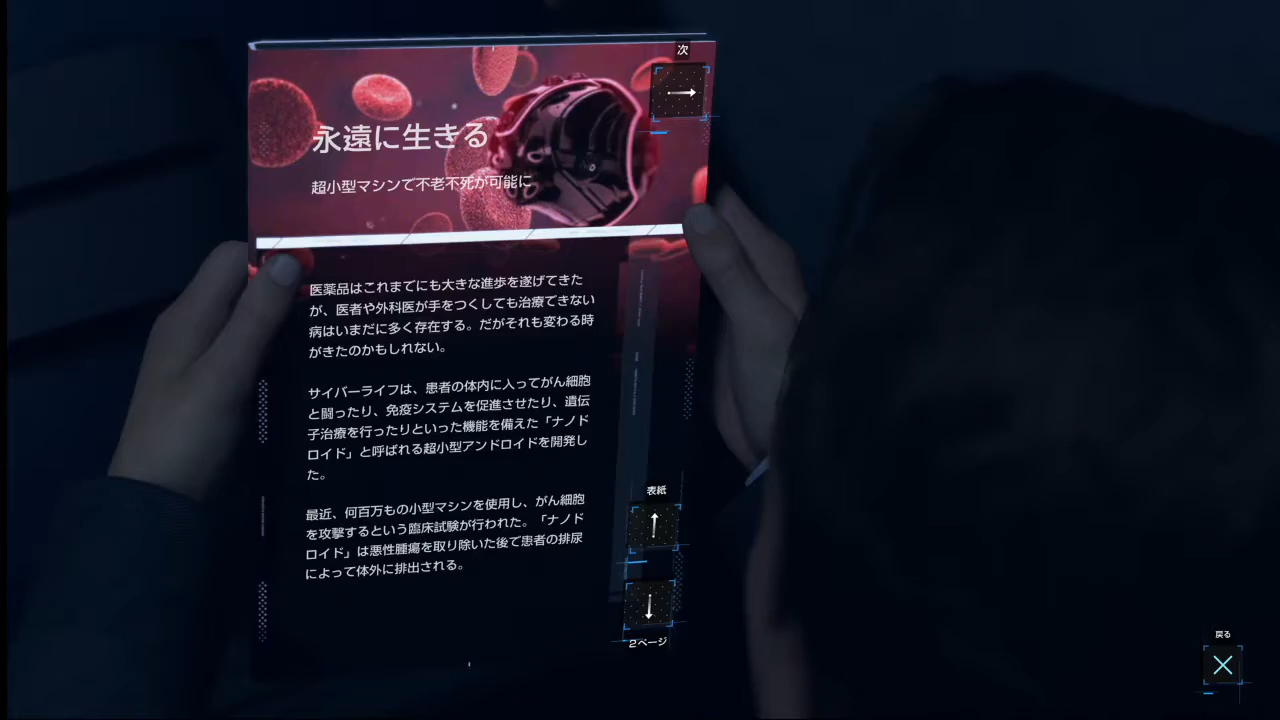 次
永遠に生きる
超小型マシンで不老不死が可能に
医薬品はこれまでにも大きな進歩を遂げてきた
が、医者や外科医が手をつくしても治療できない
病はいまだに多く存在する。だがそれも変わる時
がきたのかもしれない。
サイバーライフは、患者の体内に入ってがん細胞
と闘ったり、免疫システムを促進させたり、遺伝
子治療を行ったりといった機能を備えた「ナノド
ロイド」と呼ばれる超小型アンドロイドを開発し
た。
最近、何百万もの小型マシンを使用し、がん細胞
を攻撃するという臨床試験が行われた。「ナノド
ロイド」は悪性腫瘍を取り除いた後で患者の排尿
によって体外に排出される。
表紙
2ページ
戻る